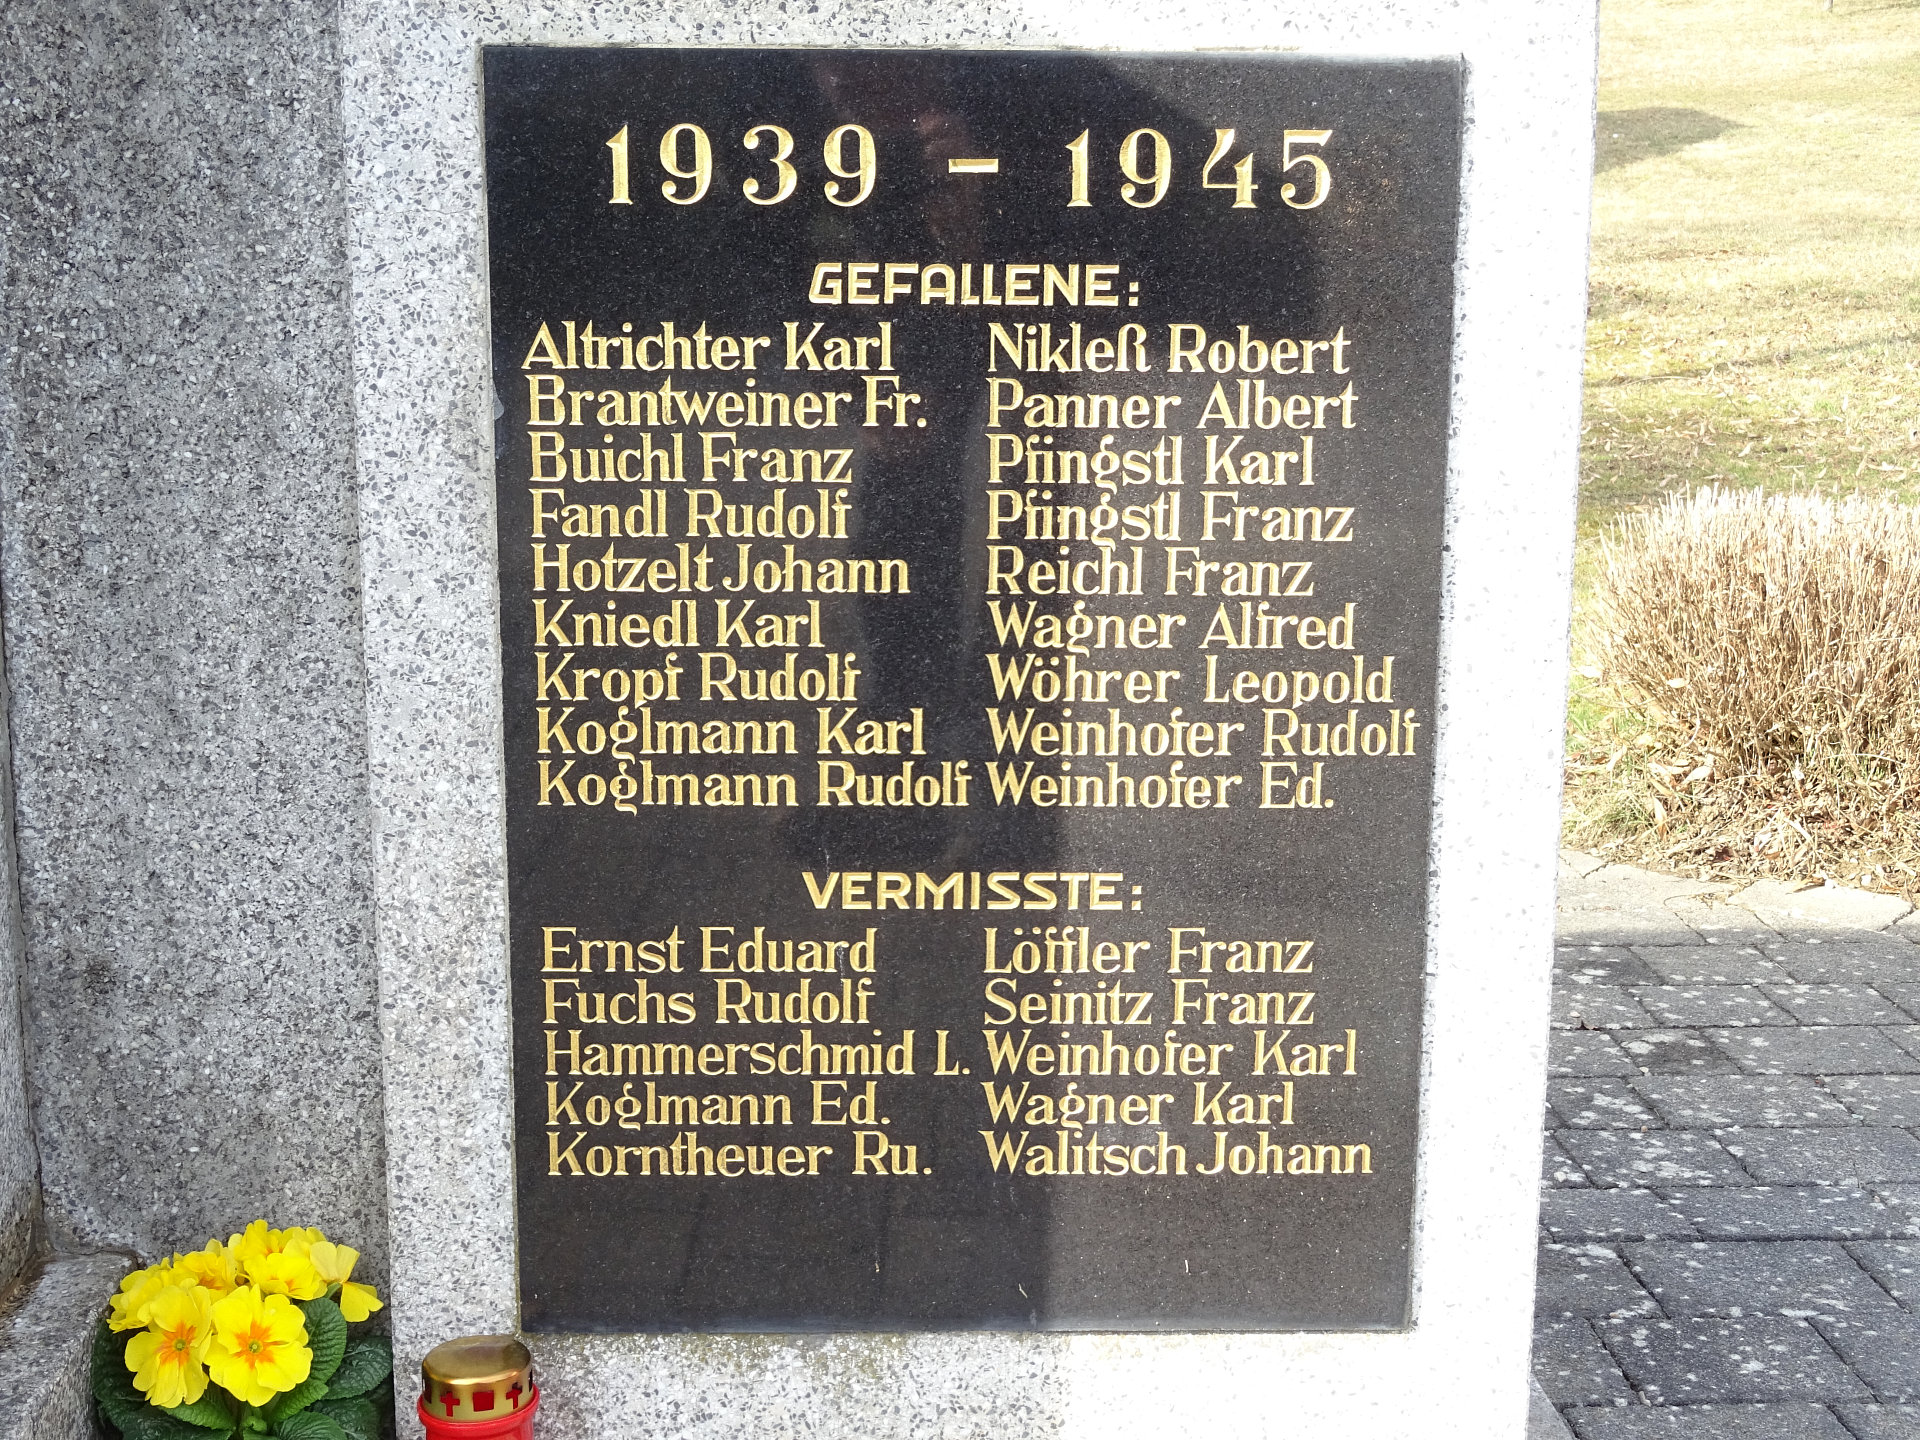 1939 - 1945
GEFALLENE:
Altrichter Karl
Brantweiner Fr.
Buichl Franz
Fandl Rudolf
Hotzelt Johann
Kniedl Karl
Kropf Rudolf
Koglmann Karl
Koglmann Rudolf
Nikleß Robert
Panner Albert
Pfingstl Karl
Pfingstl Franz
Reichl Franz
Wagner Alfred
Wöhrer Leopold
Weinhofer Rudolf
Weinhofer Ed.
VERMISSTE:
Ernst Eduard
Fuchs Rudolf
Hammerschmid L.
Koglmann Ed.
Korntheuer Ru.
Löffler Franz
Seinitz Franz
Weinhofer Karl
Wagner Karl
Walitsch Johann